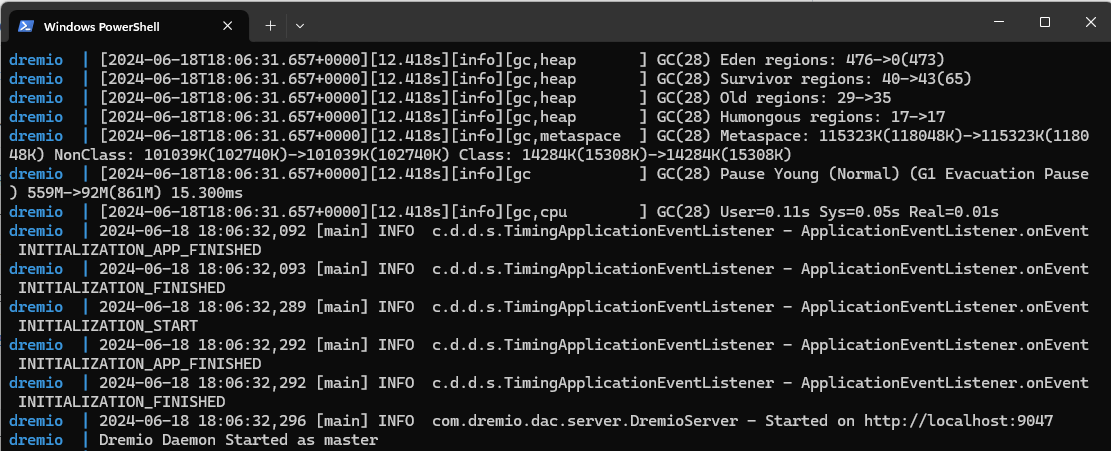 Windows PowerShell
dremio  | [2024-06-18T18:06:31.657+0000][12.418s][info][gc,heap       ] GC(28) Eden regions: 476->0(473)
dremio  | [2024-06-18T18:06:31.657+0000][12.418s][info][gc,heap       ] GC(28) Survivor regions: 40->43(65)
dremio  | [2024-06-18T18:06:31.657+0000][12.418s][info][gc,heap       ] GC(28) Old regions: 29->35
dremio  | [2024-06-18T18:06:31.657+0000][12.418s][info][gc,heap       ] GC(28) Humongous regions: 17->17
dremio  | [2024-06-18T18:06:31.657+0000][12.418s][info][gc,metaspace  ] GC(28) Metaspace: 115323K(118048K)->115323K(1180
48K) NonClass: 101039K(102740K)->101039K(102740K) Class: 14284K(15308K)->14284K(15308K)
dremio  | [2024-06-18T18:06:31.657+0000][12.418s][info][gc            ] GC(28) Pause Young (Normal) (G1 Evacuation Pause
) 559M->92M(861M) 15.300ms
dremio  | [2024-06-18T18:06:31.657+0000][12.418s][info][gc,cpu        ] GC(28) User=0.11s Sys=0.05s Real=0.01s
dremio  | 2024-06-18 18:06:32,092 [main] INFO  c.d.d.s.TimingApplicationEventListener - ApplicationEventListener.onEvent
 INITIALIZATION_APP_FINISHED
dremio  | 2024-06-18 18:06:32,093 [main] INFO  c.d.d.s.TimingApplicationEventListener - ApplicationEventListener.onEvent
 INITIALIZATION_FINISHED
dremio  | 2024-06-18 18:06:32,289 [main] INFO  c.d.d.s.TimingApplicationEventListener - ApplicationEventListener.onEvent
 INITIALIZATION_START
dremio  | 2024-06-18 18:06:32,292 [main] INFO  c.d.d.s.TimingApplicationEventListener - ApplicationEventListener.onEvent
 INITIALIZATION_APP_FINISHED
dremio  | 2024-06-18 18:06:32,292 [main] INFO  c.d.d.s.TimingApplicationEventListener - ApplicationEventListener.onEvent
 INITIALIZATION_FINISHED
dremio  | 2024-06-18 18:06:32,296 [main] INFO  com.dremio.dac.server.DremioServer - Started on http://localhost:9047
dremio  | Dremio Daemon Started as master